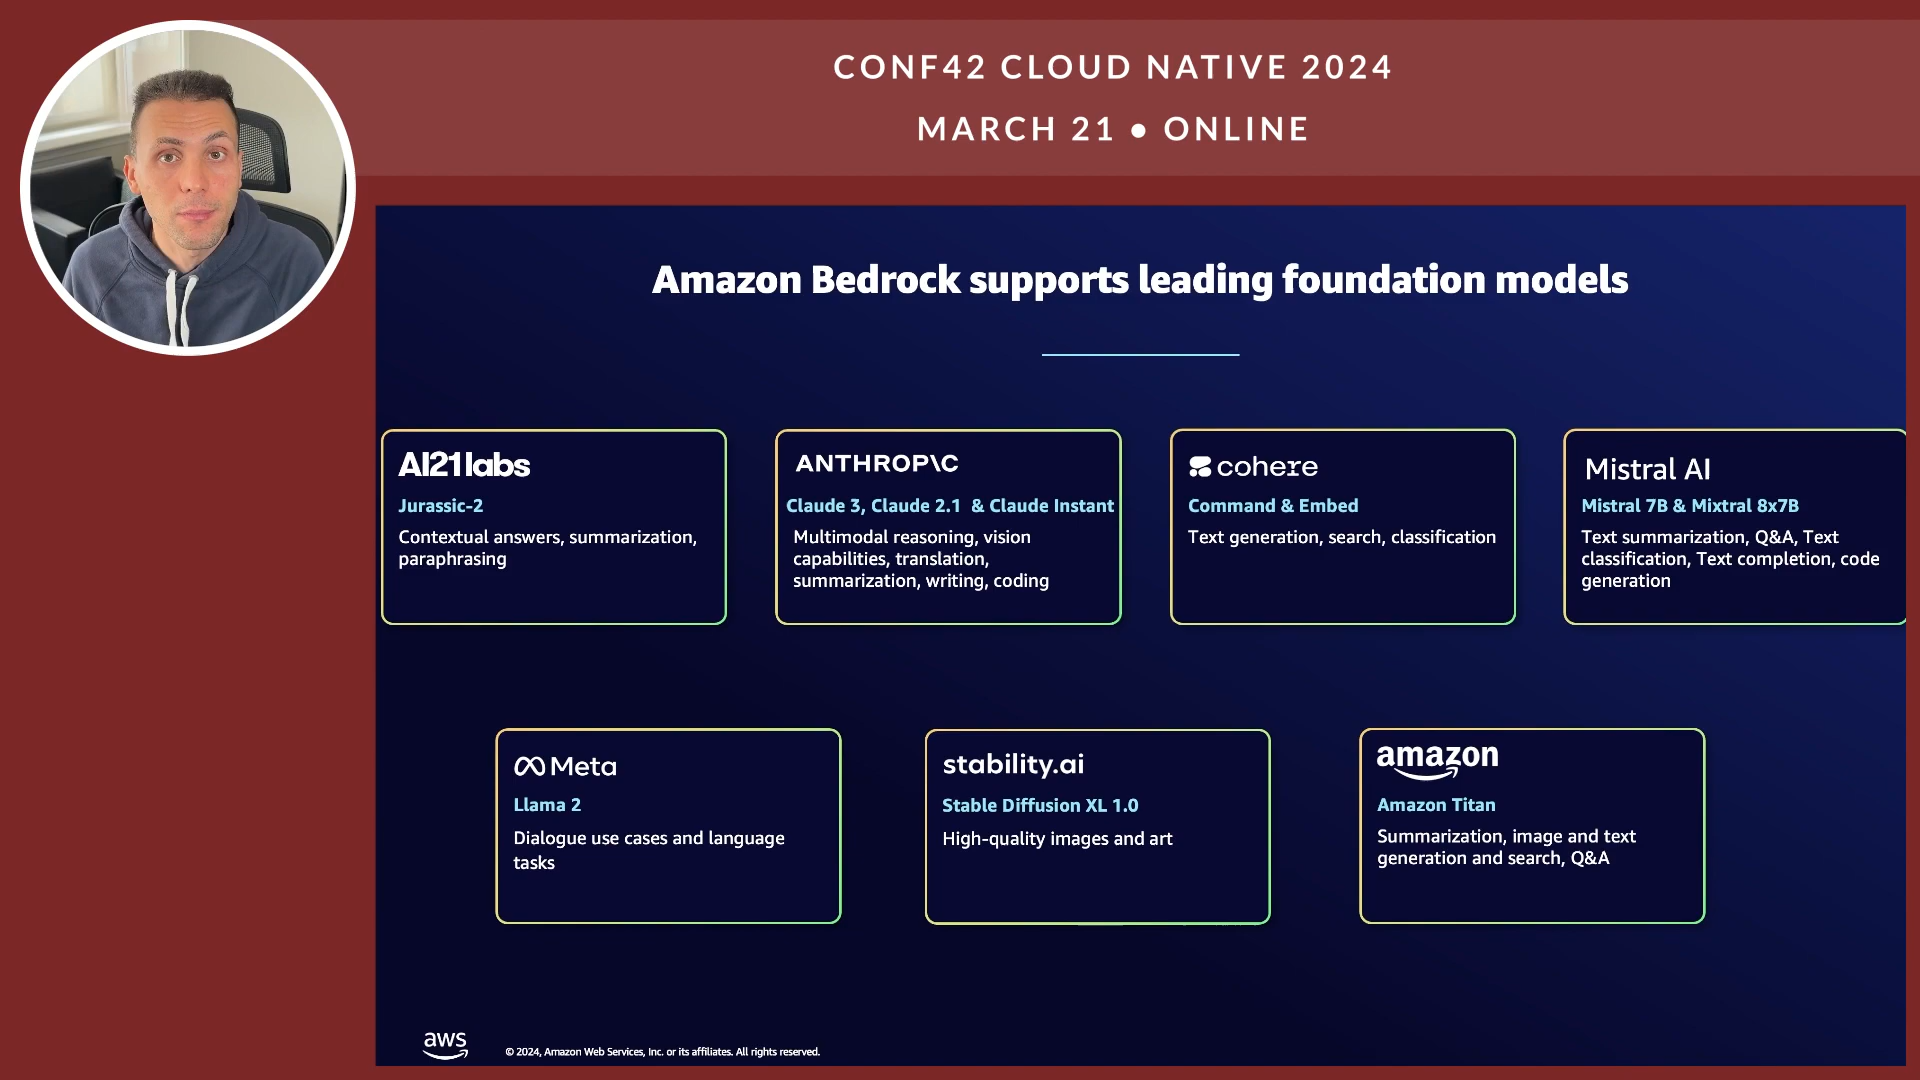 CONF42 CLOUD NATIVE 2024
MARCH 21 • ONLINE
Amazon Bedrock supports leading foundation models
AI21labs
Jurassic-2
Contextual answers, summarization,
paraphrasing
ANTHROP\C
Claude 3, Claude 2.1 & Claude Instant
Multimodal reasoning, vision
capabilities, translation,
summarization, writing, coding
cohere
Command & Embed
Text generation, search, classification
Mistral AI
Mistral 7B & Mixtral 8x7B
Text summarization, Q&A, Text
classification, Text completion, code
generation
Meta
Llama 2
Dialogue use cases and language
tasks
stability.ai
Stable Diffusion XL 1.0
High-quality images and art
amazon
Amazon Titan
Summarization, image and text
generation and search, Q&A
aws
© 2024, Amazon Web Services, Inc. or its affiliates. All rights reserved.